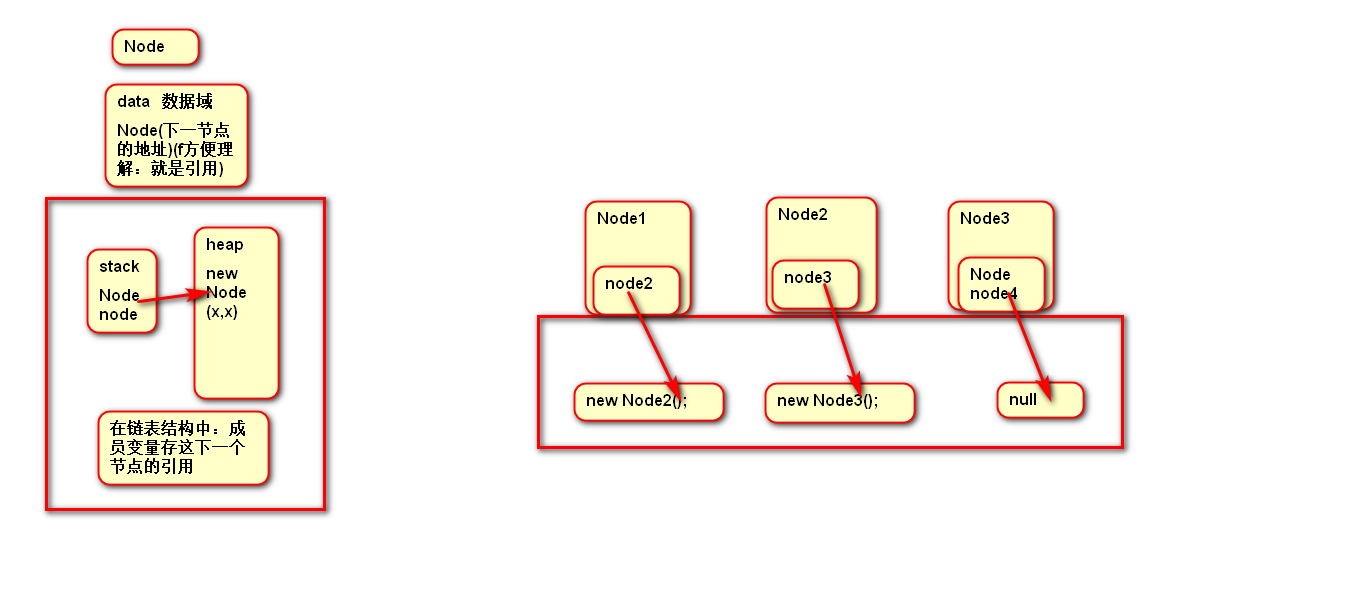 Node
data 数据域
Node(下一节点
的地址)(f方便理
解：就是引用)
stack
Node
node
heap
new
Node
(x,x)
在链表结构中：成
员变量存这下一个
节点的引用
Node1
node2
Node2
node3
Node3
Node
node4
new Node2();
new Node3();
null